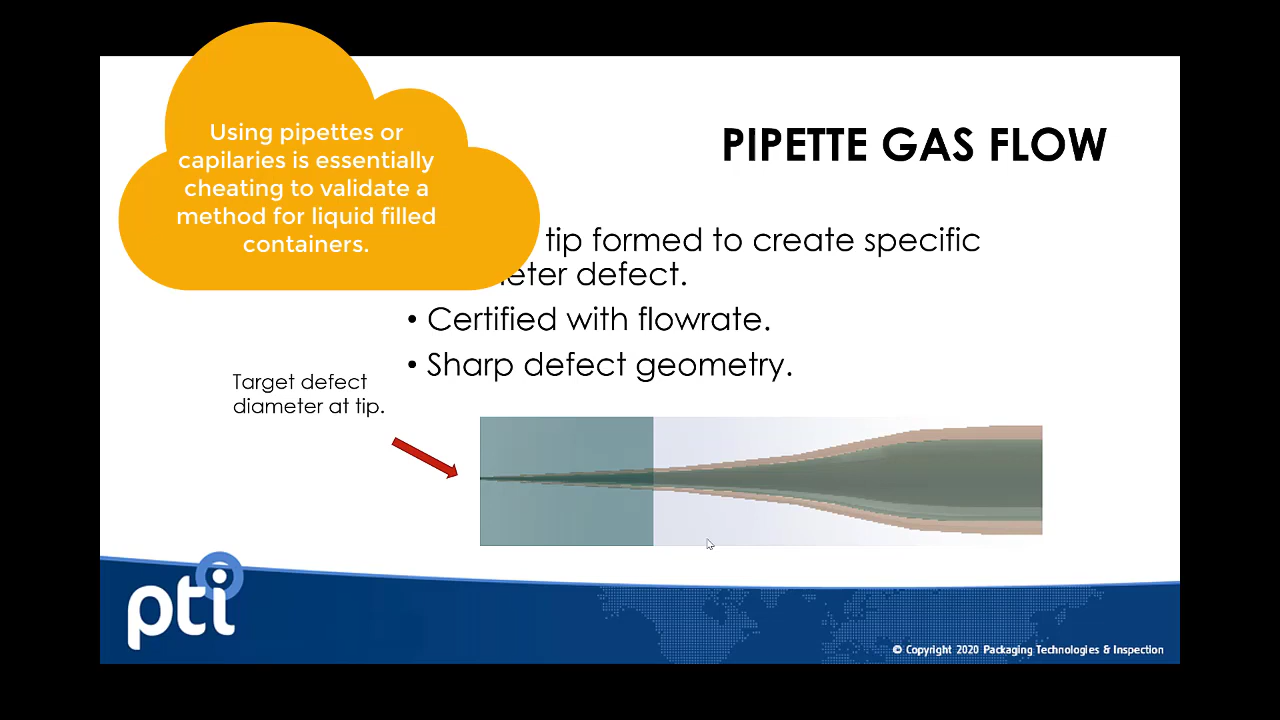 Using pipettes or
capilaries is essentially
cheating to validate a
method for liquid filled
containers.
PIPETTE GAS FLOW
tip formed to create specific
defect.
• Certified with flowrate.
• Sharp defect geometry.
Target defect
diameter at tip.
pti
© Copyright 2020 Packaging Technologies & Inspection